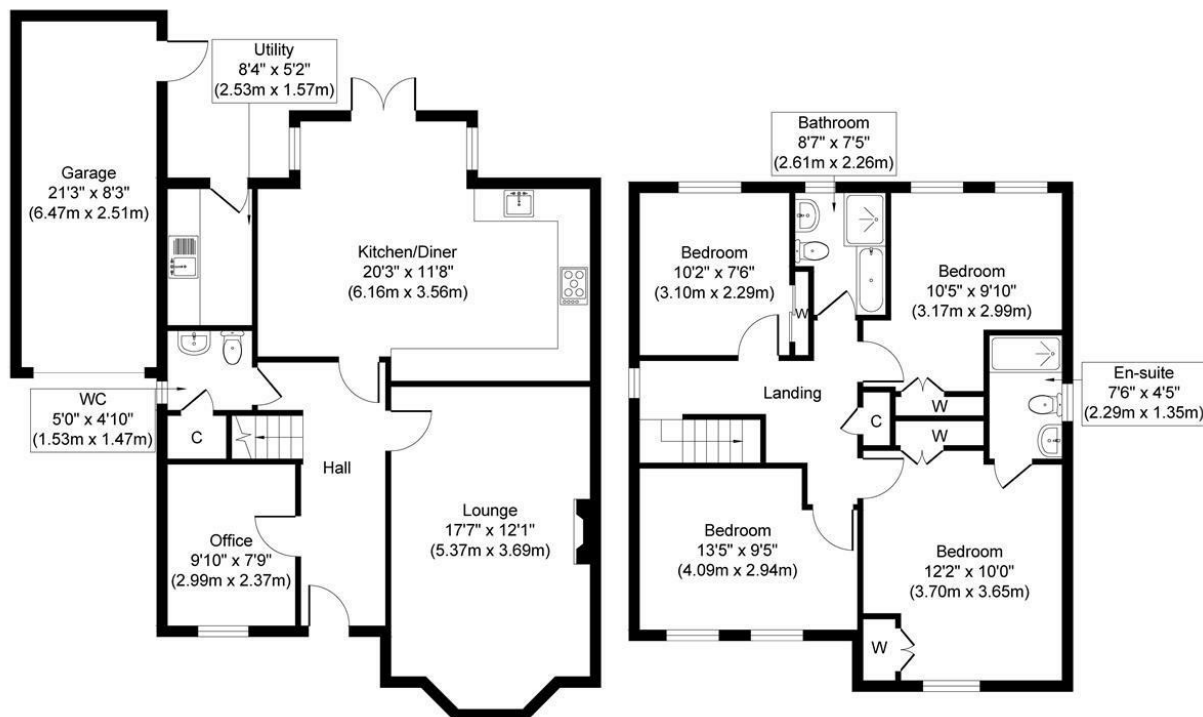 Utility
8'4" x 5'2"
(2.53m x 1.57m)
Garage
21'3" x 8'3"
(6.47m x 2.51m)
Kitchen/Diner
20'3" x 11'8"
(6.16m x 3.56m)
WC
5'0" x 4'10"
(1.53m x 1.47m)
C
Hall
Lounge
17'7" x 12'1"
(5.37m x 3.69m)
Office
9'10" x 7'9"
(2.99m x 2.37m)
Bathroom
8'7" x 7'5"
(2.61m x 2.26m)
Bedroom
10'2" x 7'6"
(3.10m x 2.29m)
W
Bedroom
10'5" x 9'10"
(3.17m x 2.99m)
En-suite
7'6" x 4'5"
(2.29m x 1.35m)
Landing
W
C
W
Bedroom
13'5" x 9'5"
(4.09m x 2.94m)
Bedroom
12'2" x 10'0"
(3.70m x 3.65m)
W